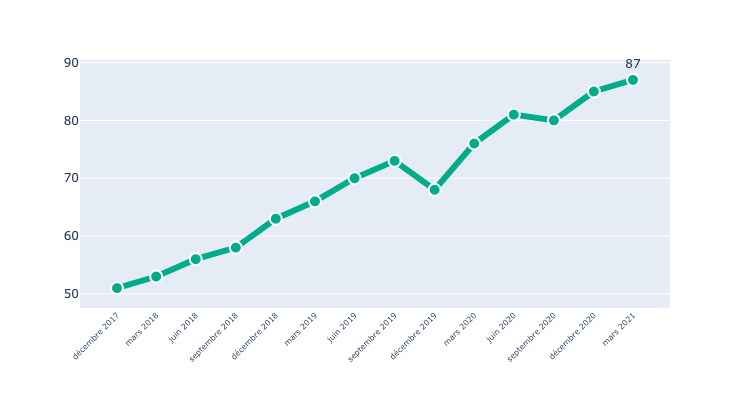 87
90
80
70
60
50
décembre 2017
mars 2018
juin 2018
septembre 2018
décembre 2018
mars 2019
juin 2019
septembre 2019
décembre 2019
mars 2020
juin 2020
septembre 2020
décembre 2020
mars 2021